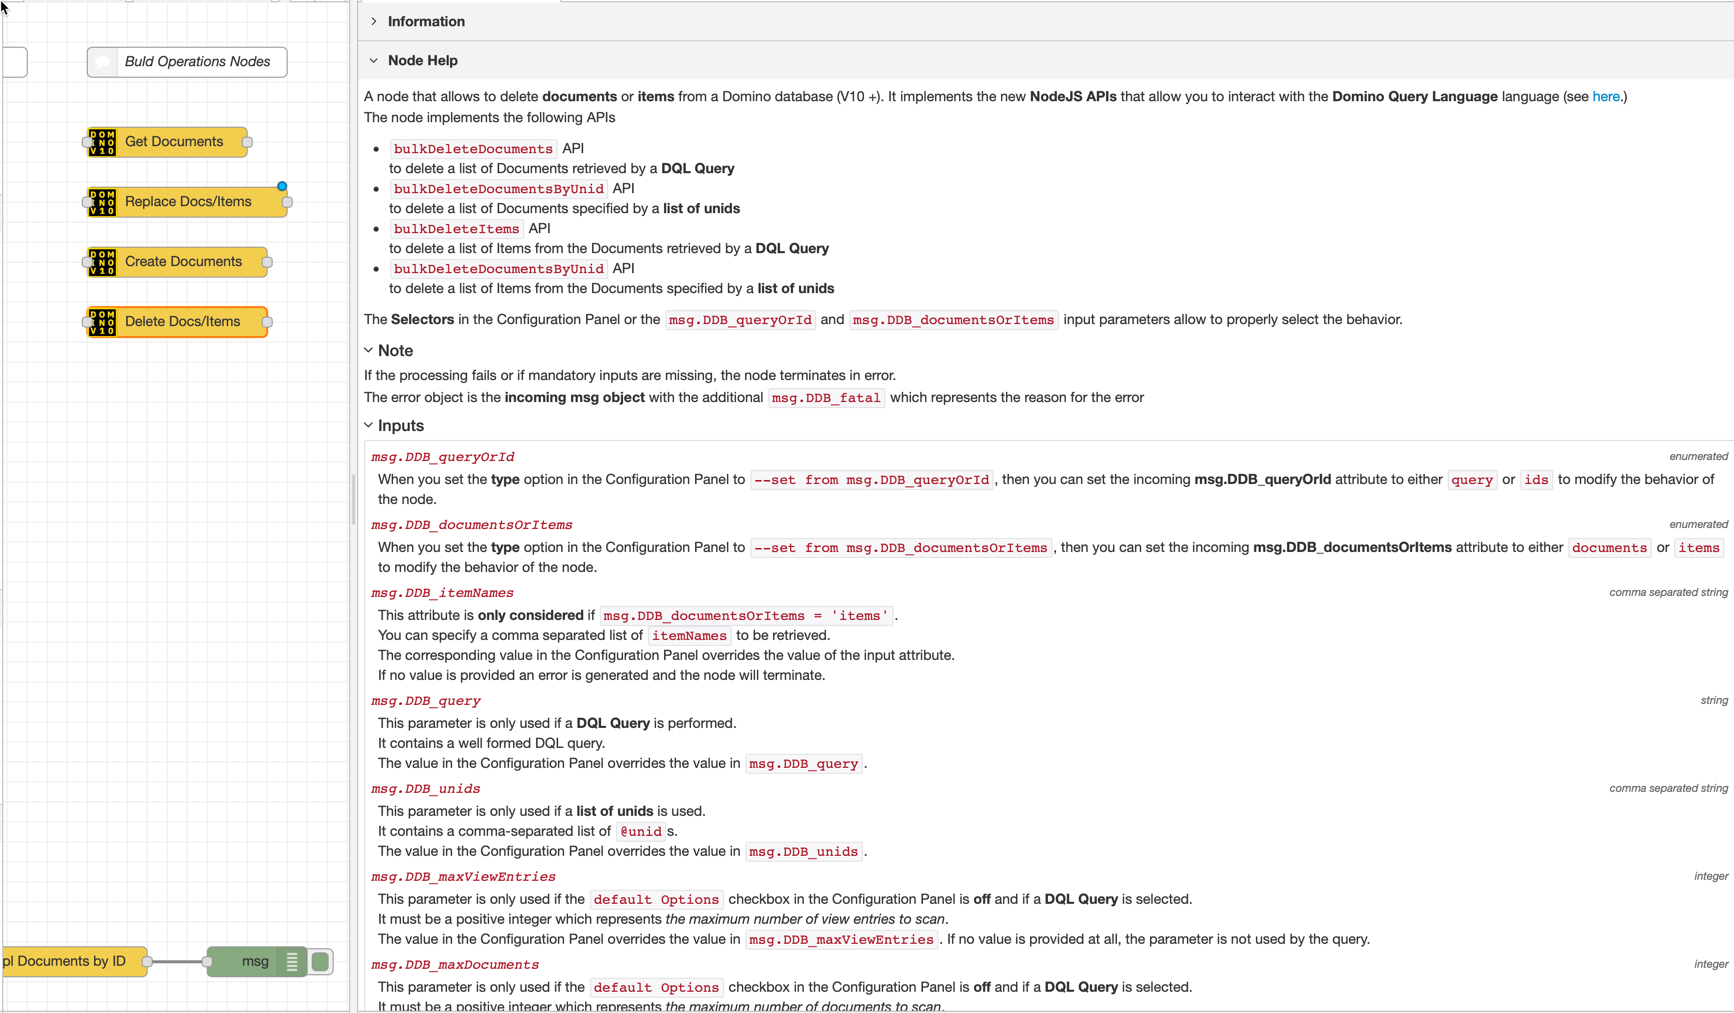 Information
Buld Operations Nodes
Node Help
A node that allows to delete documents or items from a Domino database (V10 +). It implements the new NodeJS APIs that allow you to interact with the Domino Query Language language (see here.)
The node implements the following APIs
DOM INO V10 Get Documents
• bulkDeleteDocuments API
to delete a list of Documents retrieved by a DQL Query
DOM INO V10 Replace Docs/Items
• bulkDeleteDocumentsByUnid API
to delete a list of Documents specified by a list of unids
• bulkDeleteItems API
to delete a list of Items from the Documents retrieved by a DQL Query
DOM INO V10 Create Documents
• bulkDeleteDocumentsByUnid API
to delete a list of Items from the Documents specified by a list of unids
DOM INO V10 Delete Docs/Items
The Selectors in the Configuration Panel or the msg.DDB_queryOrId and msg.DDB_documentsOrItems input parameters allow to properly select the behavior.
Note
If the processing fails or if mandatory inputs are missing, the node terminates in error.
The error object is the incoming msg object with the additional msg.DDB_fatal which represents the reason for the error
Inputs
msg.DDB_queryOrId enumerated
When you set the type option in the Configuration Panel to --set from msg.DDB_queryOrId, then you can set the incoming msg.DDB_queryOrId attribute to either query or ids to modify the behavior of
the node.
msg.DDB_documentsOrItems enumerated
When you set the type option in the Configuration Panel to --set from msg.DDB_documentsOrItems, then you can set the incoming msg.DDB_documentsOrItems attribute to either documents or items
to modify the behavior of the node.
msg.DDB_itemNames comma separated string
This attribute is only considered if msg.DDB_documentsOrItems = 'items'.
You can specify a comma separated list of itemNames to be retrieved.
The corresponding value in the Configuration Panel overrides the value of the input attribute.
If no value is provided an error is generated and the node will terminate.
msg.DDB_query string
This parameter is only used if a DQL Query is performed.
It contains a well formed DQL query.
The value in the Configuration Panel overrides the value in msg.DDB_query.
msg.DDB_unids comma separated string
This parameter is only used if a list of unids is used.
It contains a comma-separated list of @unid s.
The value in the Configuration Panel overrides the value in msg.DDB_unids.
msg.DDB_maxViewEntries integer
This parameter is only used if the default Options checkbox in the Configuration Panel is off and if a DQL Query is selected.
It must be a positive integer which represents the maximum number of view entries to scan.
The value in the Configuration Panel overrides the value in msg.DDB_maxViewEntries. If no value is provided at all, the parameter is not used by the query.
pl Documents by ID msg
msg.DDB_maxDocuments integer
This parameter is only used if the default Options checkbox in the Configuration Panel is off and if a DQL Query is selected.
It must be a positive integer which represents the maximum number of documents to scan.